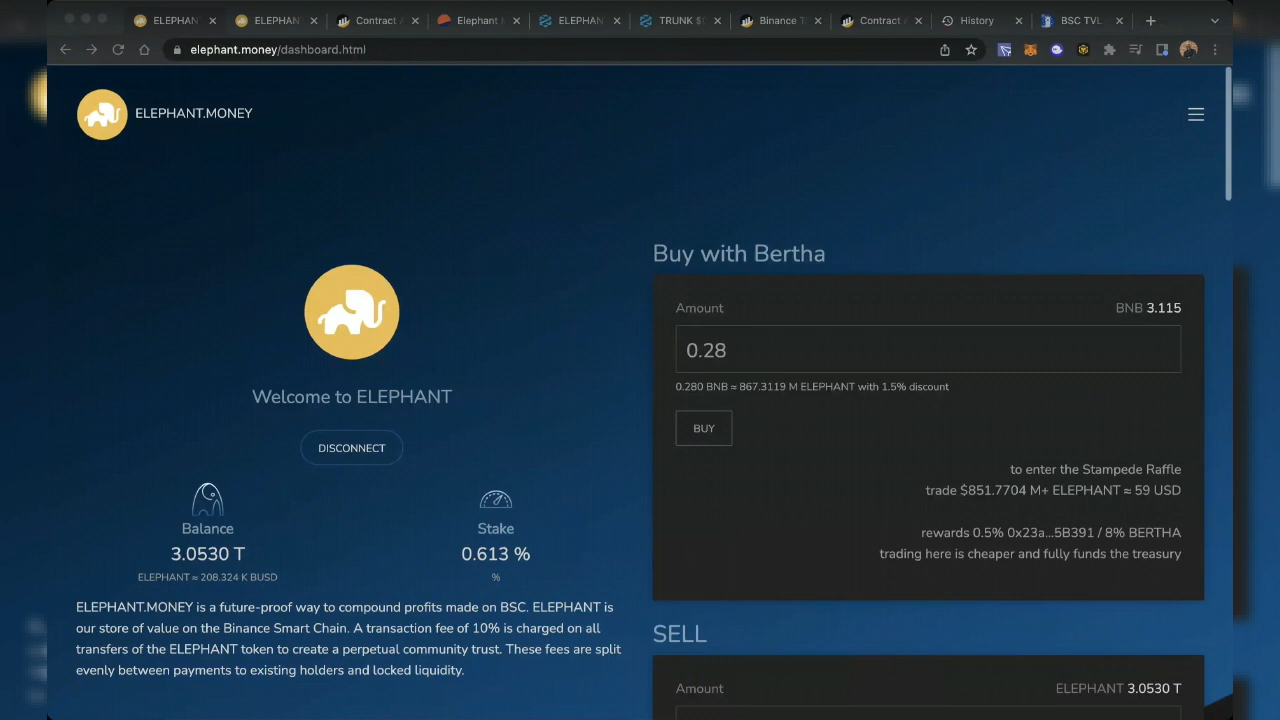 ELEPHANT
ELEPHANT
Contract
Elephant
ELEPHAN
TRUNK $
Binance T
Contract
History
BSC TVL
elephant.money/dashboard.html
ELEPHANT.MONEY
Welcome to ELEPHANT
DISCONNECT
Balance
3.0530 T
ELEPHANT ≈ 208.324 K BUSD
Stake
0.613 %
%
ELEPHANT.MONEY is a future-proof way to compound profits made on BSC. ELEPHANT is
our store of value on the Binance Smart Chain. A transaction fee of 10% is charged on all
transfers of the ELEPHANT token to create a perpetual community trust. These fees are split
evenly between payments to existing holders and locked liquidity.
Buy with Bertha
Amount
BNB 3.115
0.28
0.280 BNB ≈ 867.3119 M ELEPHANT with 1.5% discount
BUY
to enter the Stampede Raffle
trade $851.7704 M+ ELEPHANT ≈ 59 USD
rewards 0.5% 0x23a...5B391 / 8% BERTHA
trading here is cheaper and fully funds the treasury
SELL
Amount
ELEPHANT 3.0530 T